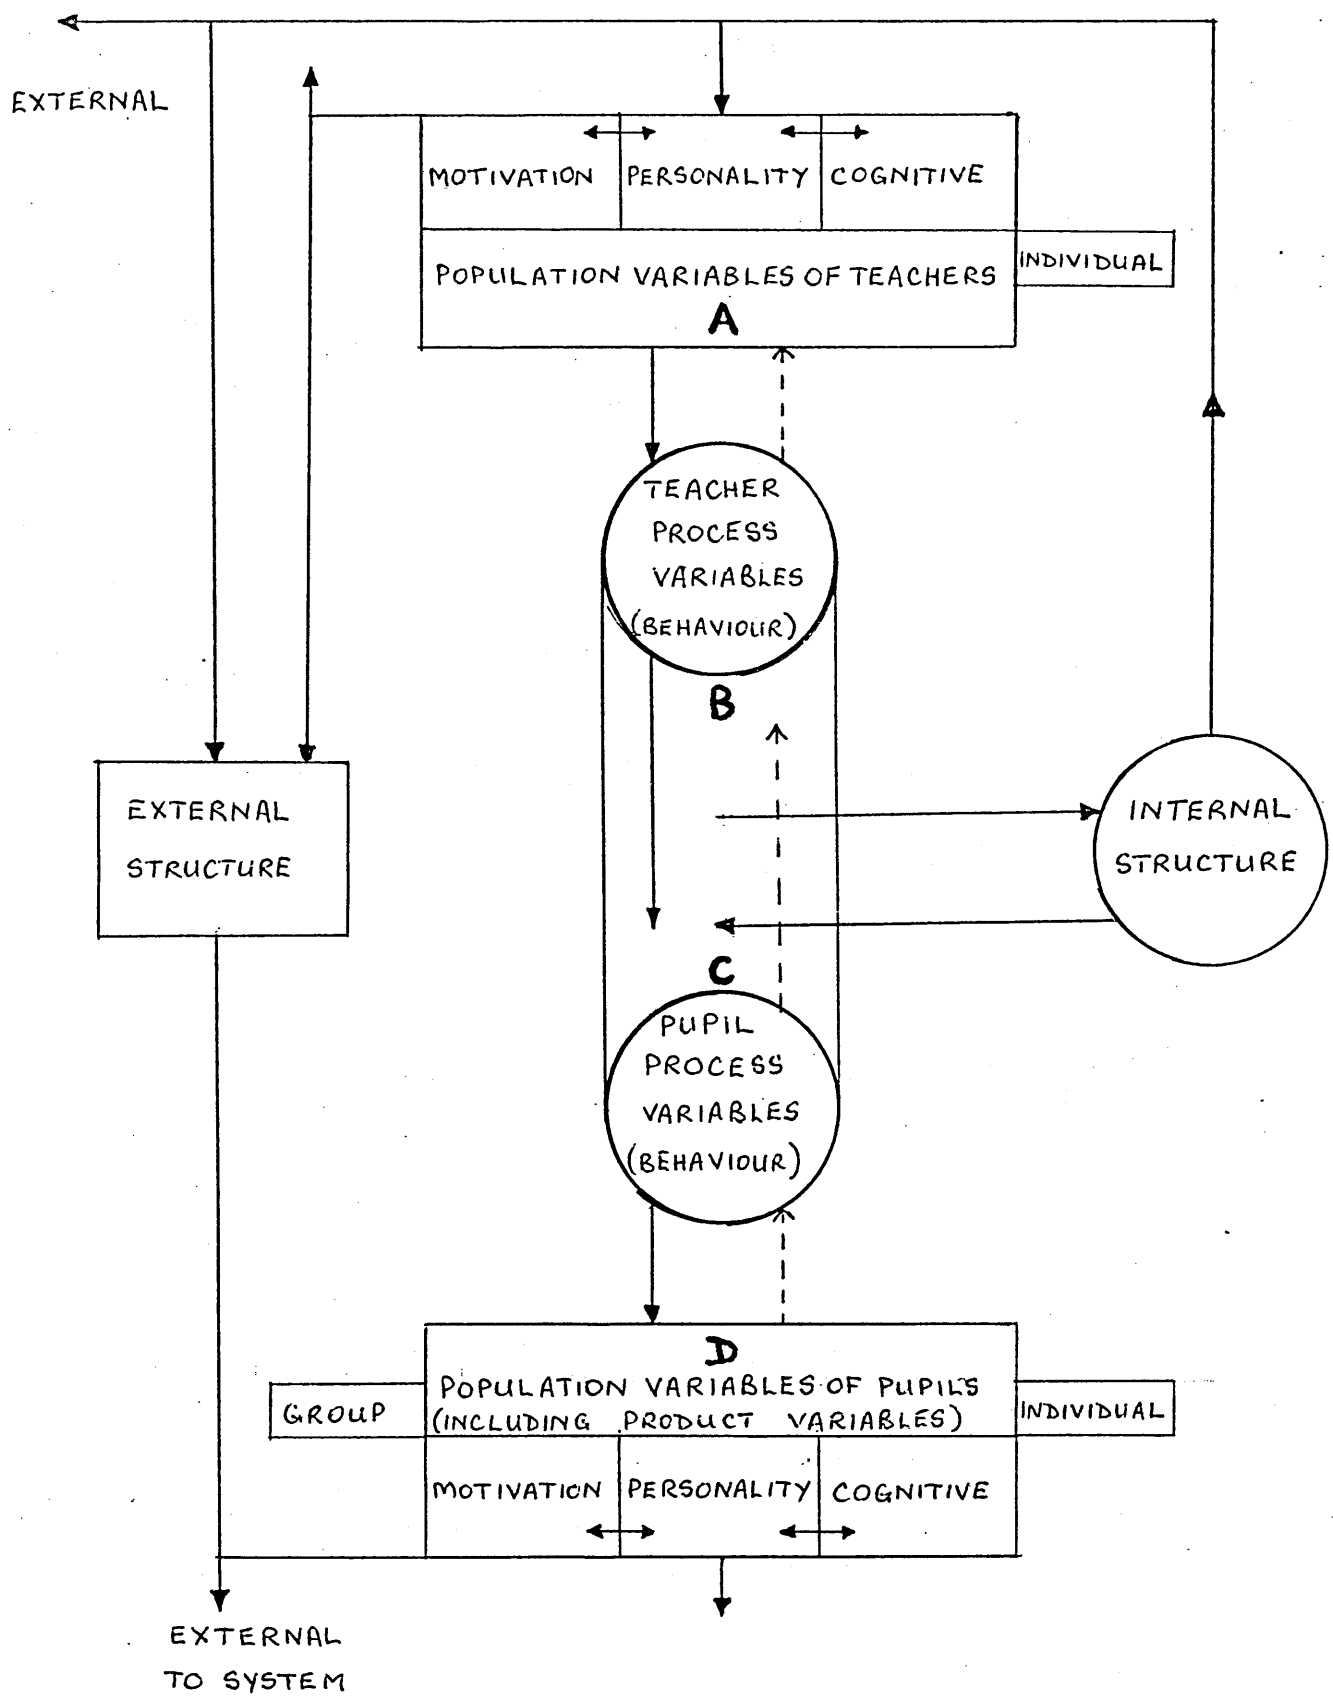 EXTERNAL
MOTIVATION PERSONALITY COGNITIVE
POPULATION VARIABLES OF TEACHERS
INDIVIDUAL
A
TEACHER
PROCESS
VARIABLES
(BEHAVIOUR)
B
EXTERNAL
STRUCTURE
INTERNAL
STRUCTURE
C
PUPIL
PROCESS
VARIABLES
(BEHAVIOUR)
D
POPULATION VARIABLES OF PUPILS
(INCLUDING PRODUCT VARIABLES)
GROUP
INDIVIDUAL
MOTIVATION PERSONALITY COGNITIVE
EXTERNAL
TO SYSTEM